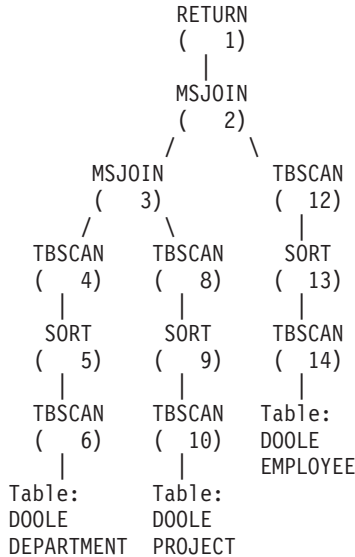 RETURN
( 1)
|
MSJOIN
( 2)
/ \
MSJOIN TBSCAN
( 3) ( 12)
/ \ |
TBSCAN TBSCAN SORT
( 4) ( 8) ( 13)
| | |
SORT SORT TBSCAN
( 5) ( 9) ( 14)
| | |
TBSCAN TBSCAN Table:
( 6) ( 10) DOOLE
| | EMPLOYEE
Table: Table:
DOOLE DOOLE
DEPARTMENT PROJECT